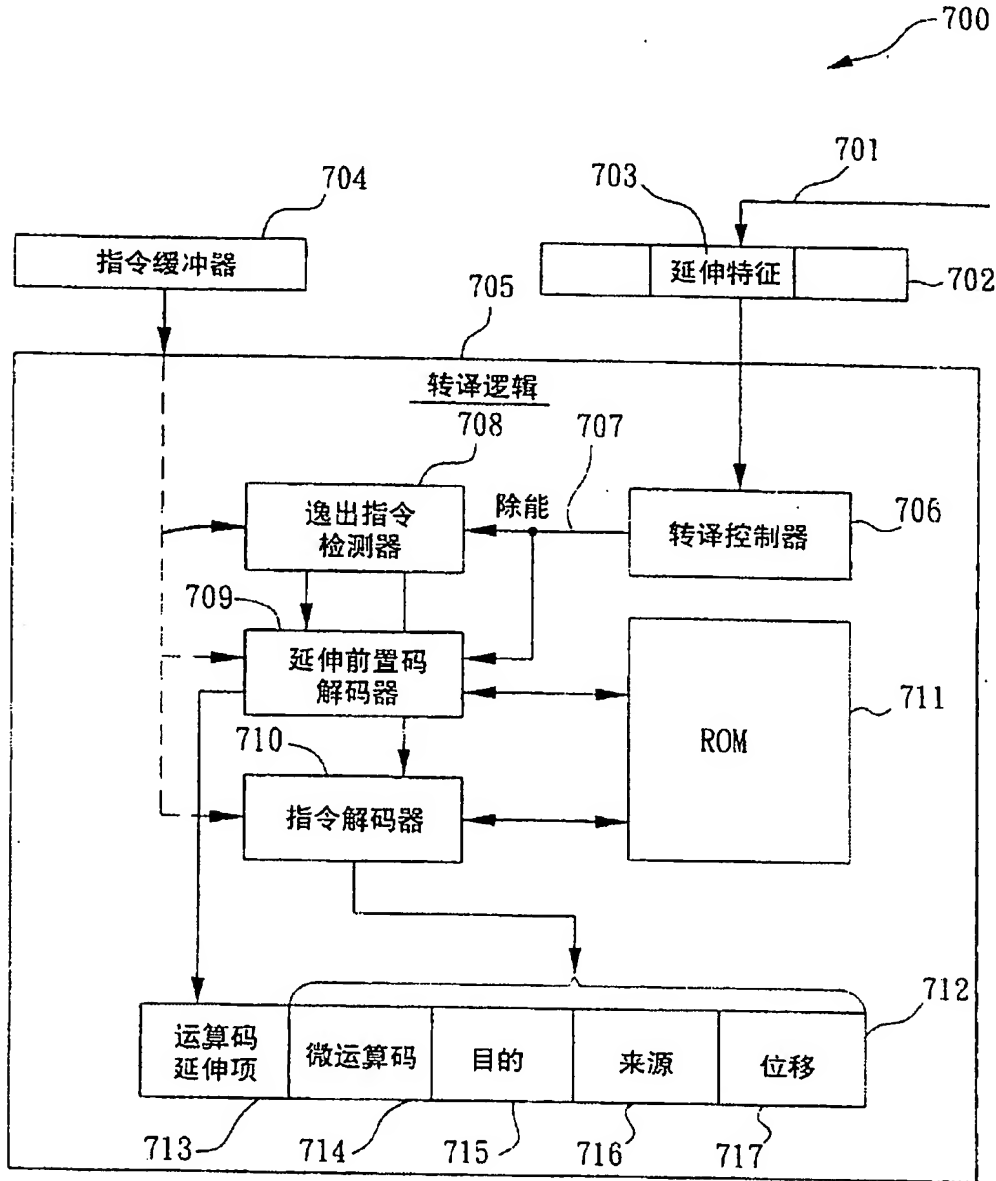 700
701
703
704
指令缓冲器
延伸特征
702
705
转译逻辑
708
707
逸出指令
检测器
除能
转译控制器
706
709
延伸前置码
解码器
ROM
711
710
指令解码器
712
运算码
延伸项
微运算码
目的
来源
位移
713
714
715
716
717